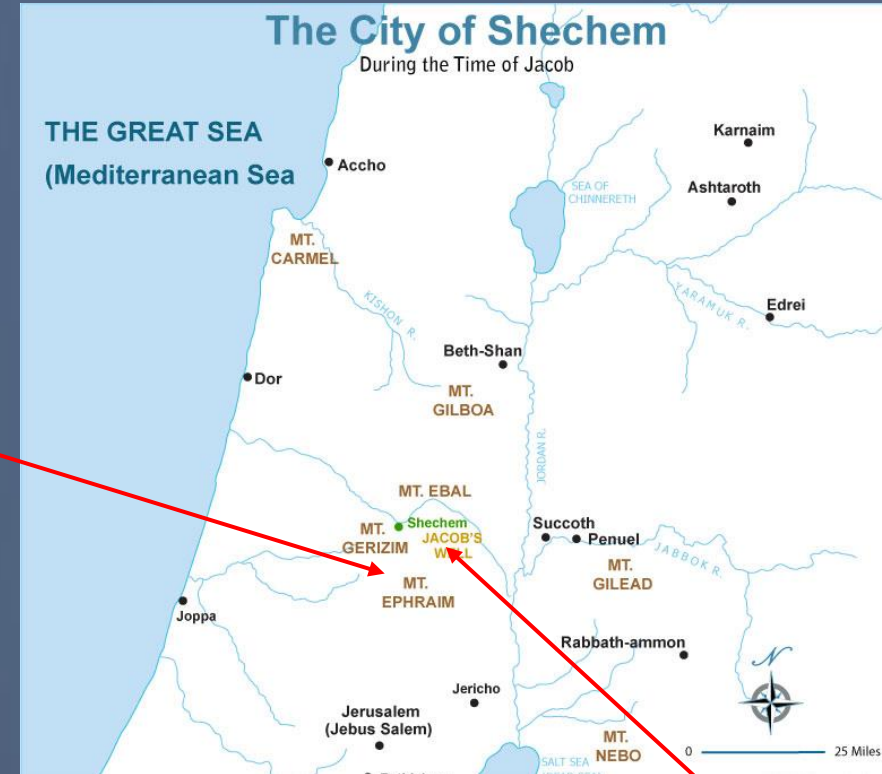 The City of Shechem
During the Time of Jacob
THE GREAT SEA
(Mediterranean Sea
Accho
Karnaim
Ashtaroth
SEA OF
CHINNERETH
MT.
CARMEL
KISHON R.
YARAMUK R.
Edrei
Beth-Shan
Dor
MT.
GILBOA
JORDAN R.
MT. EBAL
Shechem
MT.
GERIZIM
JACOB'S
WELL
Succoth
Penuel
JABBOK R.
MT.
GILEAD
MT.
EPHRAIM
Joppa
Rabbath-ammon
Jericho
Jerusalem
(Jebus Salem)
N
MT.
NEBO
SALT SEA
0
25 Miles